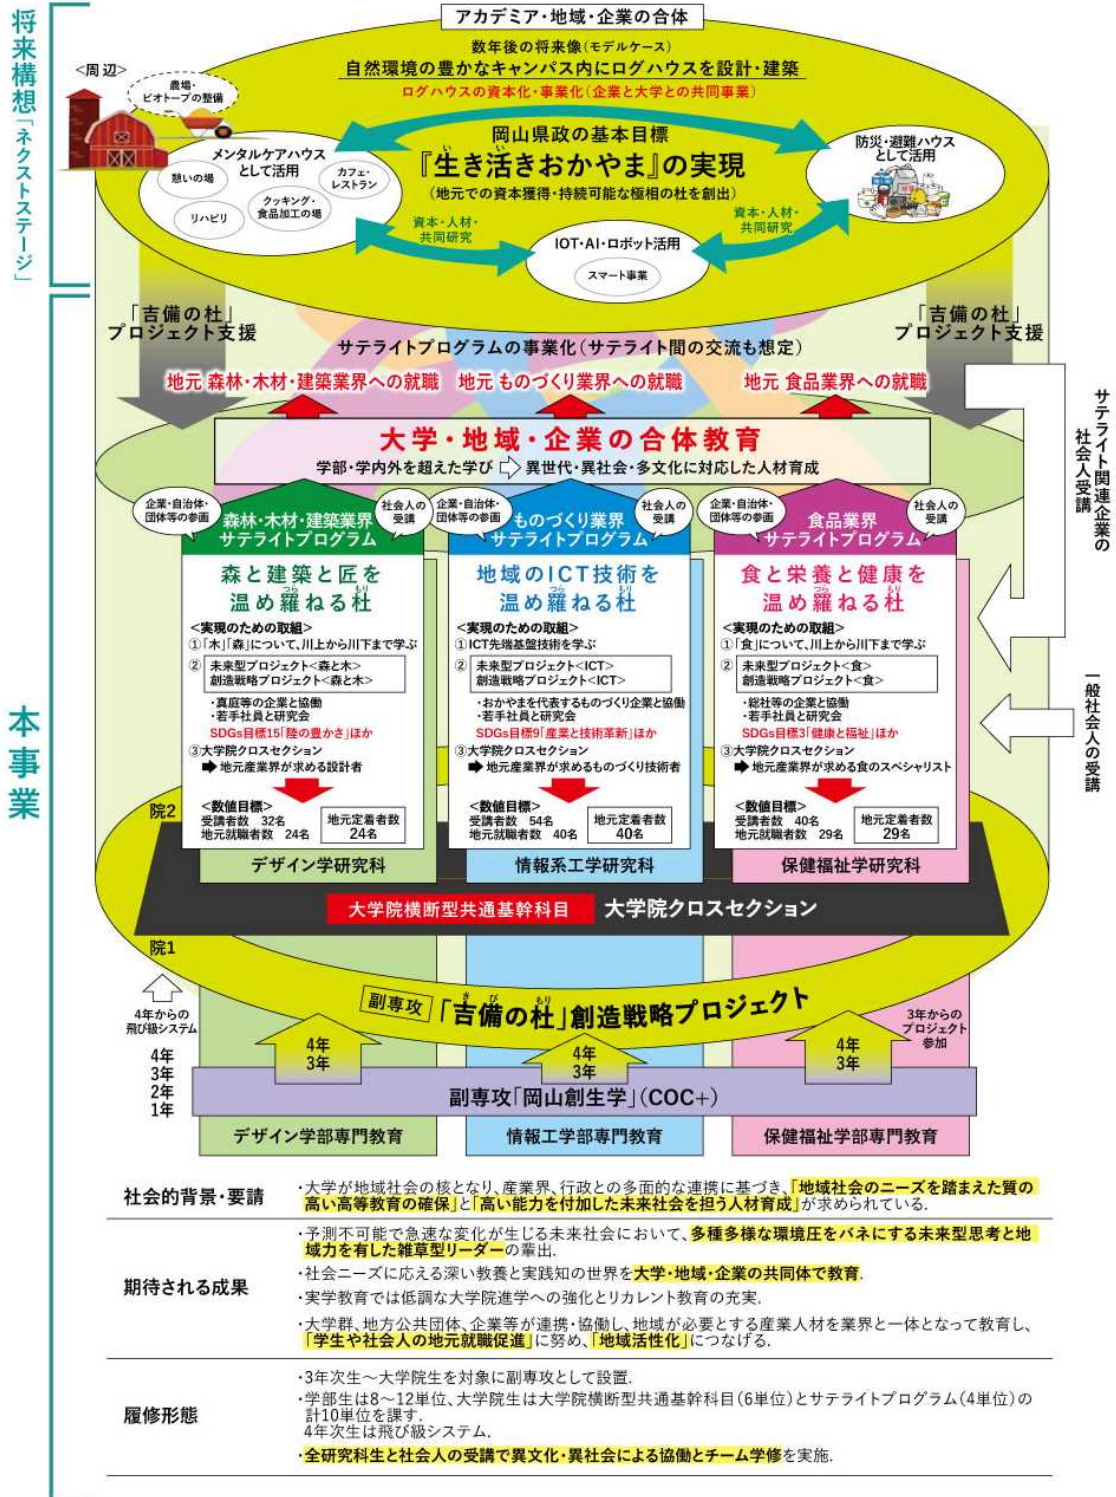 将来構想「ネクストステージ」
アカデミア・地域・企業の合体
数年後の将来像(モデルケース)
自然環境の豊かなキャンパス内にログハウスを設計・建築
ログハウスの資本化・事業化(企業と大学との共同事業)
<周辺>
農場・
ビオトープの整備
岡山県政の基本目標
い い
『生き活きおかやま』の実現
(地元での資本獲得・持続可能な極相の杜を創出)
メンタルケアハウス
として活用
憩いの場
カフェ・
レストラン
リハビリ
クッキング・
食品加工の場
防災・避難ハウス
として活用
資本・人材・
共同研究
資本・人材・
共同研究
IOT・AI・ロボット活用
スマート事業
「吉備の杜」
プロジェクト支援
「吉備の杜」
プロジェクト支援
サテライトプログラムの事業化(サテライト間の交流も想定)
地元 森林・木材・建築業界への就職
地元 ものづくり業界への就職
地元 食品業界への就職
大学・地域・企業の合体教育
学部・学内外を超えた学び ⇨ 異世代・異社会・多文化に対応した人材育成
サテライト関連企業の
社会人受講
一般社会人の受講
本事業
企業・自治体・
団体等の参画
社会人の
受講
森林・木材・建築業界
サテライトプログラム
森と建築と匠を
つら もり
温め羅ねる杜
<実現のための取組>
①「木」「森」について、川上から川下まで学ぶ
② 未来型プロジェクト<森と木>
創造戦略プロジェクト<森と木>
・真庭等の企業と協働
・若手社員と研究会
SDGs目標15「陸の豊かさ」ほか
③大学院クロスセクション
➡ 地元産業界が求める設計者
<数値目標>
受講者数 32名
地元就職者数 24名
地元定着者数
24名
デザイン学研究科
企業・自治体・
団体等の参画
社会人の
受講
ものづくり業界
サテライトプログラム
地域のICT技術を
つら もり
温め羅ねる杜
<実現のための取組>
①ICT先端基盤技術を学ぶ
② 未来型プロジェクト<ICT>
創造戦略プロジェクト<ICT>
・おかやまを代表するものづくり企業と協働
・若手社員と研究会
SDGs目標9「産業と技術革新」ほか
③大学院クロスセクション
➡ 地元産業界が求めるものづくり技術者
<数値目標>
受講者数 54名
地元就職者数 40名
地元定着者数
40名
情報系工学研究科
企業・自治体・
団体等の参画
社会人の
受講
食品業界
サテライトプログラム
食と栄養と健康を
つら もり
温め羅ねる杜
<実現のための取組>
①「食」について、川上から川下まで学ぶ
② 未来型プロジェクト<食>
創造戦略プロジェクト<食>
・総社等の企業と協働
・若手社員と研究会
SDGs目標3「健康と福祉」ほか
③大学院クロスセクション
➡ 地元産業界が求める食のスペシャリスト
<数値目標>
受講者数 40名
地元就職者数 29名
地元定着者数
29名
保健福祉学研究科
院2
大学院横断型共通基幹科目 大学院クロスセクション
院1
き び もり
副専攻 「吉備の杜」創造戦略プロジェクト
4年からの
飛び級システム
3年からの
プロジェクト
参加
4年
3年
4年
3年
4年
3年
4年
3年
2年
1年
副専攻「岡山創生学」(COC+)
デザイン学部専門教育
情報工学部専門教育
保健福祉学部専門教育
社会的背景・要請
・大学が地域社会の核となり、産業界、行政との多面的な連携に基づき、「地域社会のニーズを踏まえた質の
高い高等教育の確保」と「高い能力を付加した未来社会を担う人材育成」が求められている.
期待される成果
・予測不可能で急速な変化が生じる未来社会において、多種多様な環境圧をバネにする未来型思考と地
域力を有した雑草型リーダーの輩出.
・社会ニーズに応える深い教養と実践知の世界を大学・地域・企業の共同体で教育.
・実学教育では低調な大学院進学への強化とリカレント教育の充実.
・大学群、地方公共団体、企業等が連携・協働し、地域が必要とする産業人材を業界と一体となって教育し、
「学生や社会人の地元就職促進」に努め、「地域活性化」につなげる.
履修形態
・3年次生〜大学院生を対象に副専攻として設置.
・学部生は8〜12単位、大学院生は大学院横断型共通基幹科目(6単位)とサテライトプログラム(4単位)の
計10単位を課す.
4年次生は飛び級システム.
・全研究科生と社会人の受講で異文化・異社会による協働とチーム学修を実施.